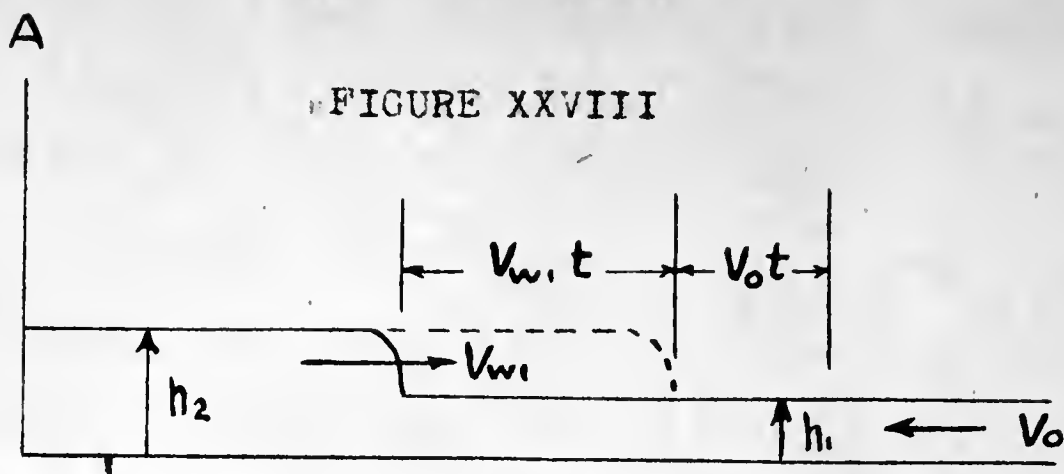 A
FIGURE XXVIII
Vw₁ t
V₀t
Vw₁
h₂
h₁
V₀